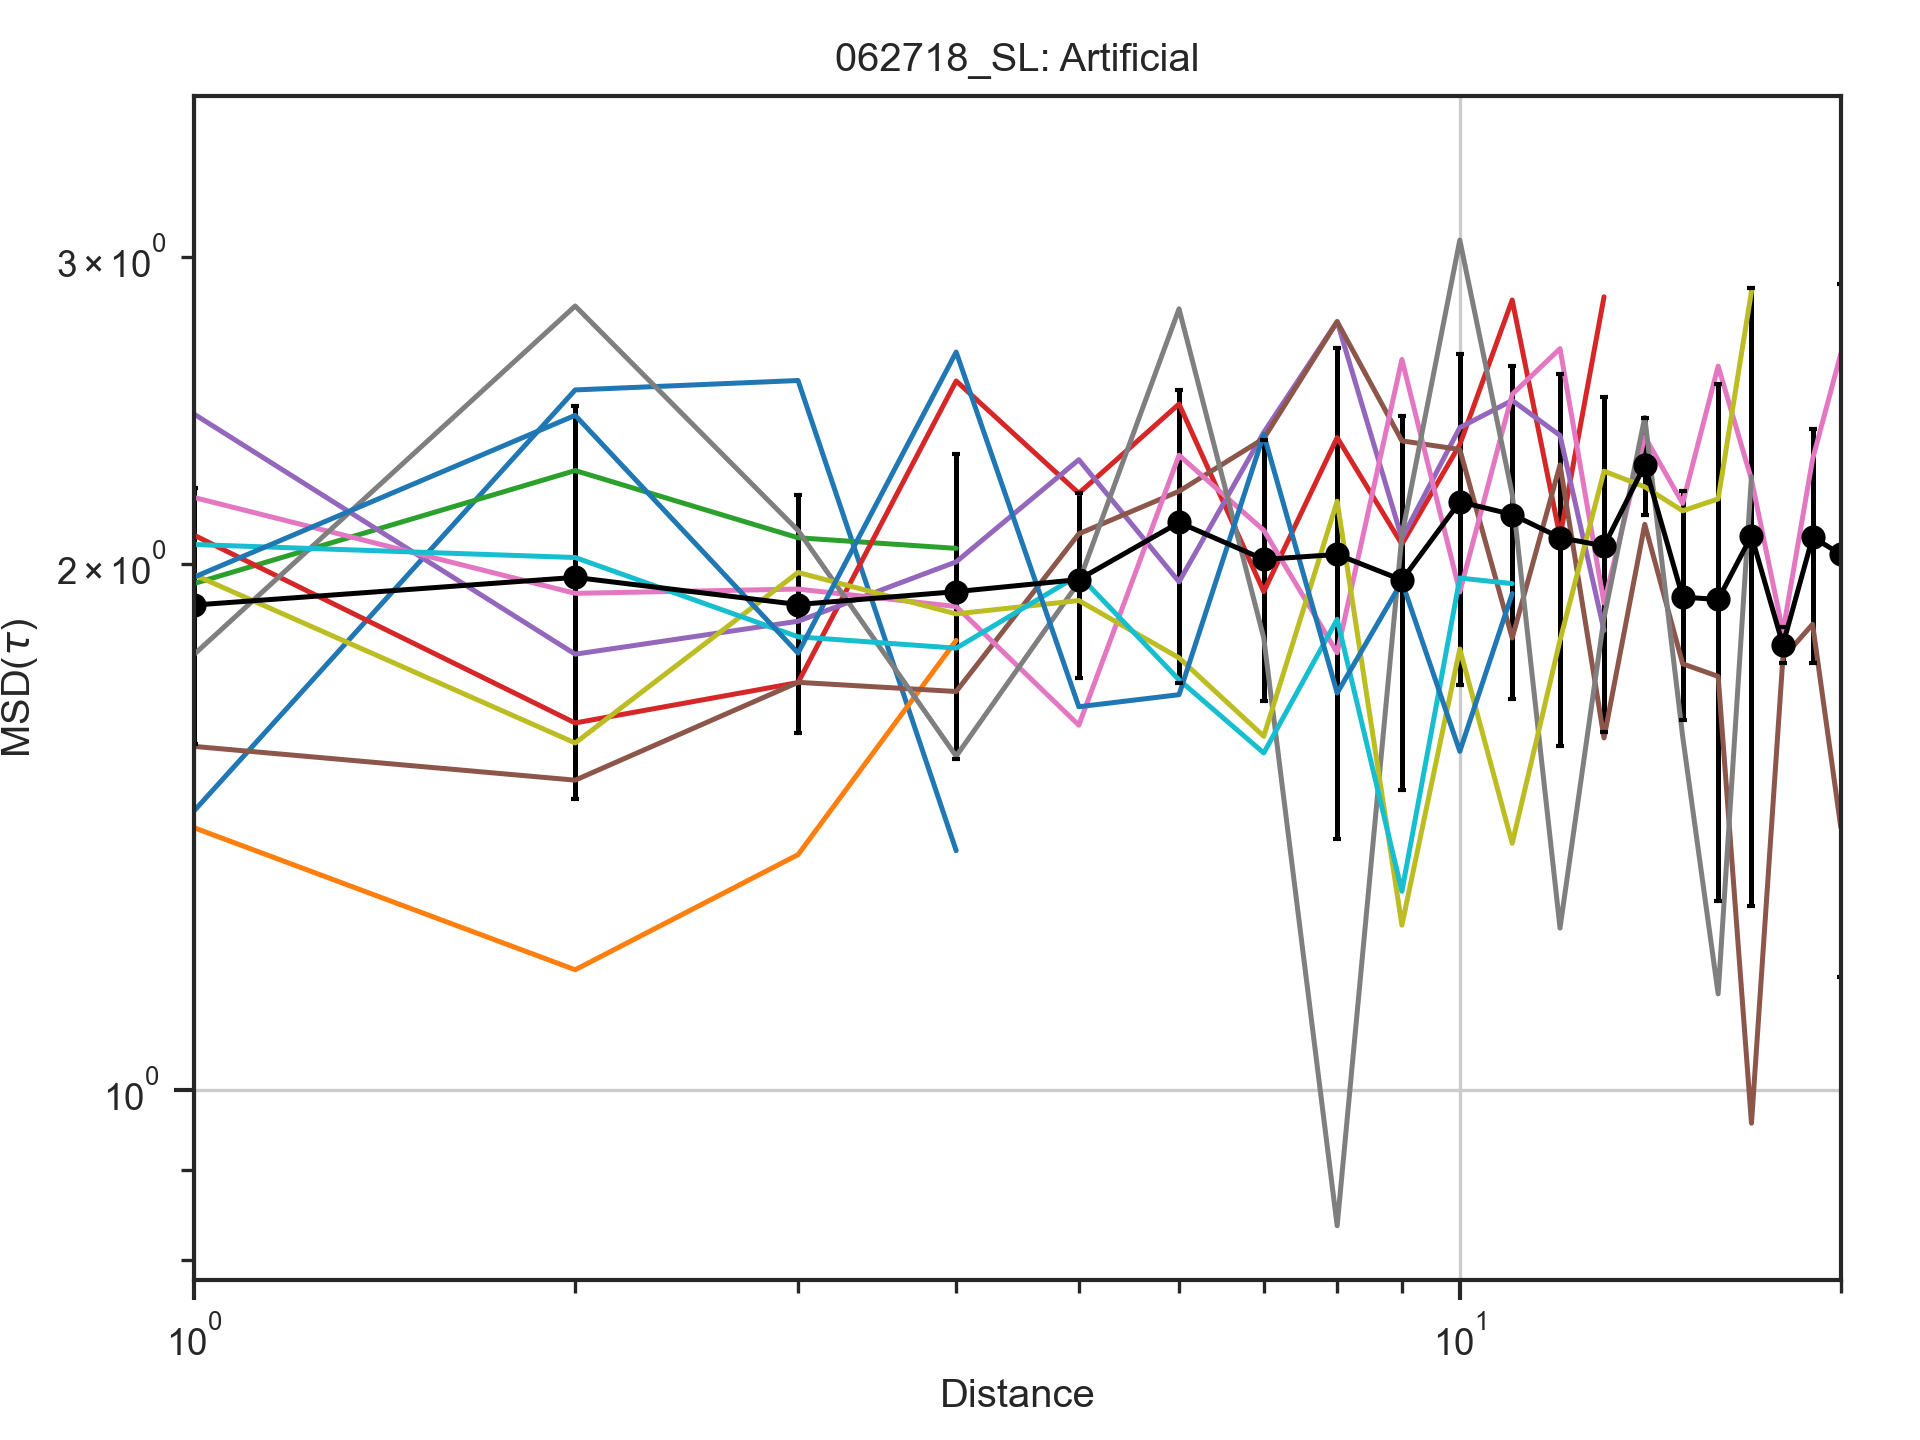 062718_SL: Artificial
3 × 10⁰
2 × 10⁰
10⁰
MSD(τ)
10⁰
10¹
Distance